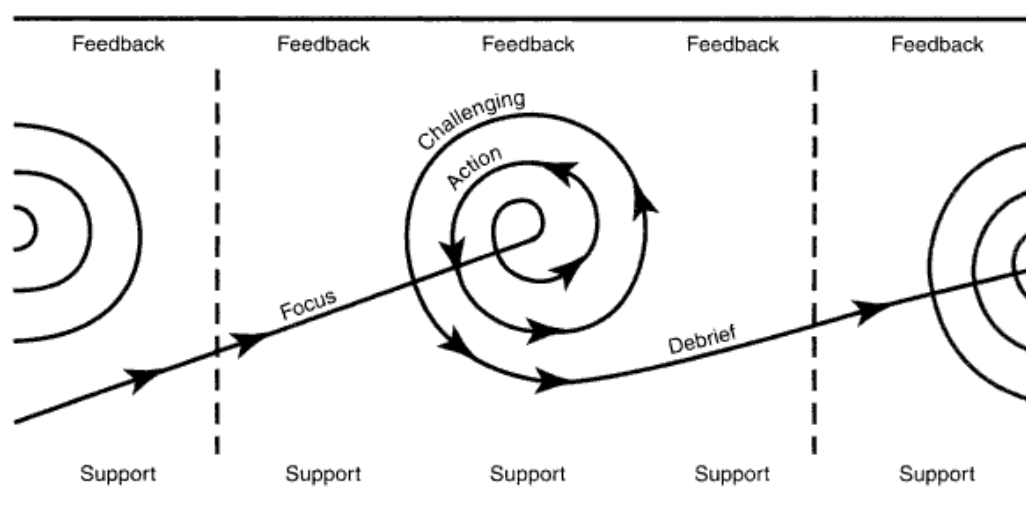 Feedback Feedback Feedback Feedback Feedback
Challenging
Action
Focus
Debrief
Support Support Support Support Support